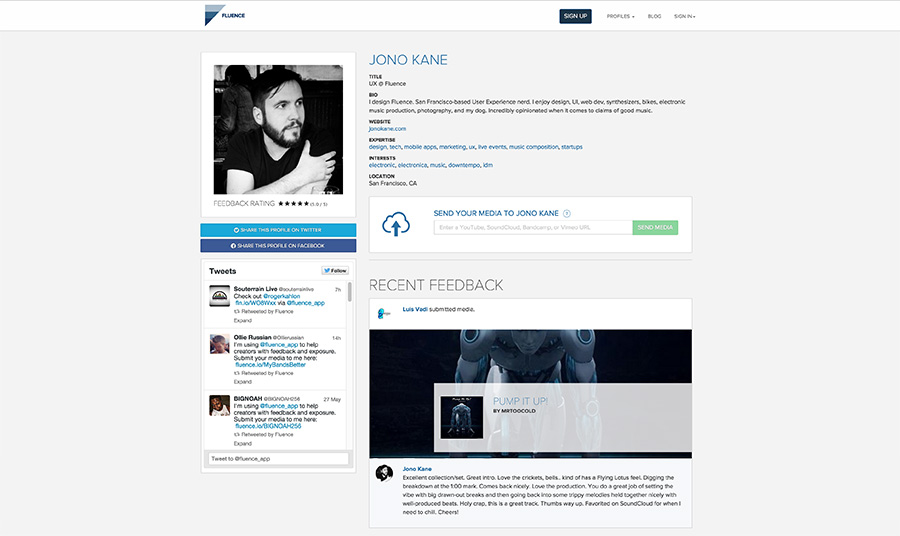 FLUENCE
SIGN UP
PROFILES
BLOG
SIGN IN
FEEDBACK RATING ★★★★★ (5.0 / 5)
SHARE THIS PROFILE ON TWITTER
SHARE THIS PROFILE ON FACEBOOK
Tweets
Follow
Souterrain Live @souterrainlive 2h
Check out @rogerkahlon
fln.io/WO8Wxx via @fluence_app
Retweeted by Fluence
Expand
Ollie Russian @Ollierussian 14h
I'm using @fluence_app to help
creators with feedback and exposure.
Submit your media to me here:
fluence.io/MyBandsBetter
Retweeted by Fluence
Expand
BIGNOAH @BIGNOAH256 27 May
I'm using @fluence_app to help
creators with feedback and exposure.
Submit your media to me here:
fluence.io/BIGNOAH256
Retweeted by Fluence
Expand
Tweet to @fluence_app
JONO KANE
TITLE
UX @ Fluence
BIO
I design Fluence. San Francisco-based User Experience nerd. I enjoy design, UI, web dev, synthesizers, bikes, electronic
music production, photography, and my dog. Incredibly opinionated when it comes to claims of good music.
WEBSITE
jonokane.com
EXPERTISE
design, tech, mobile apps, marketing, ux, live events, music composition, startups
INTERESTS
electronic, electronica, music, downtempo, idm
LOCATION
San Francisco, CA
SEND YOUR MEDIA TO JONO KANE ?
Enter a YouTube, SoundCloud, Bandcamp, or Vimeo URL
SEND MEDIA
RECENT FEEDBACK
Luis Vadi submitted media.
PUMP IT UP!
BY MRTOOCOLD
Jono Kane
Excellent collection/set. Great intro. Love the crickets, bells.. kind of has a Flying Lotus feel. Digging the
breakdown at the 1:00 mark. Comes back nicely. Love the production. You do a great job of setting the
vibe with big drawn-out breaks and then going back into some trippy melodies held together nicely with
well-produced beats. Holy crap, this is a great track. Thumbs way up. Favorited on SoundCloud for when I
need to chill. Cheers!